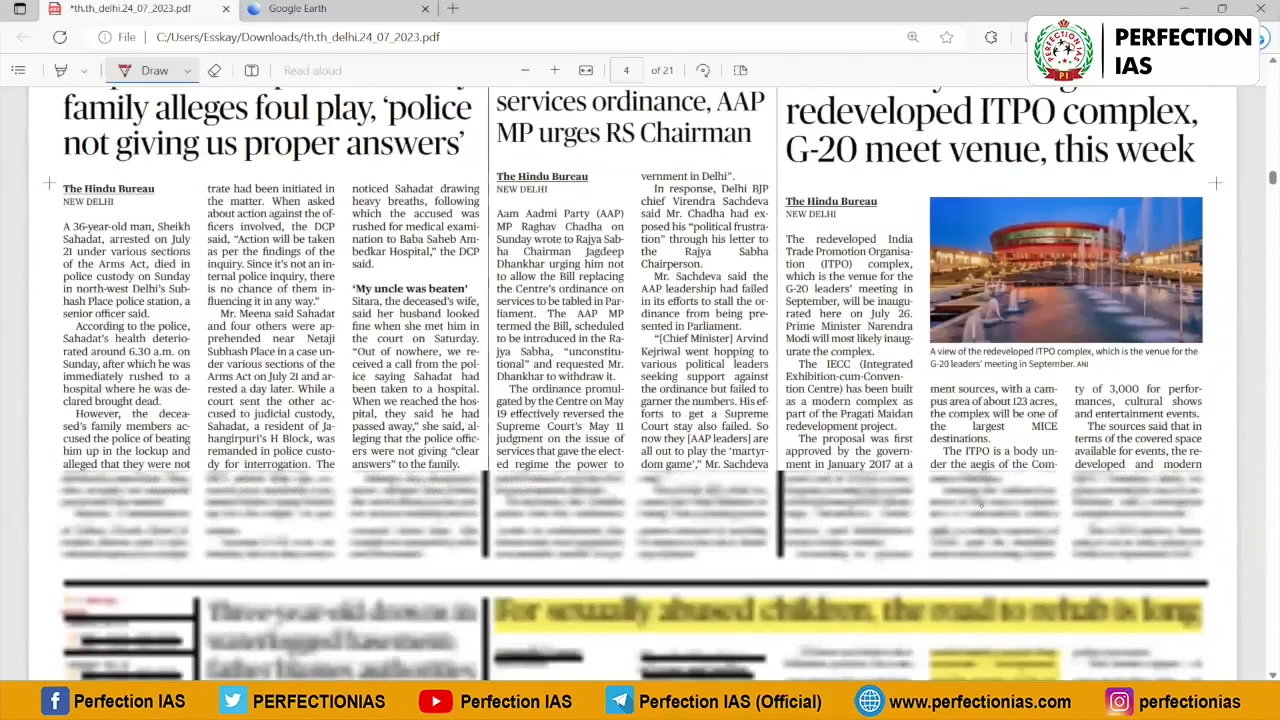 *th.th_delhi.24_07_2023.pdf
Google Earth
File
C:/Users/Esskay/Downloads/th.th_delhi.24_07_2023.pdf
Draw
Read aloud
4
of 21
PERFECTION
IAS
family alleges foul play, ‘police
not giving us proper answers’
The Hindu Bureau
NEW DELHI
A 36-year-old man, Sheikh
Sahadat, arrested on July
21 under various sections
of the Arms Act, died in
police custody on Sunday
in north-west Delhi's Sub-
hash Place police station, a
senior officer said.
According to the police,
Sahadat's health deterio-
rated around 6.30 a.m. on
Sunday, after which he was
immediately rushed to a
hospital where he was de-
clared brought dead.
However, the decea-
sed's family members ac-
cused the police of beating
him up in the lockup and
alleged that they were not
trate had been initiated in
the matter. When asked
about action against the of-
ficers involved, the DCP
said, “Action will be taken
as per the findings of the
inquiry. Since it's not an in-
ternal police inquiry, there
is no chance of them in-
fluencing it in any way.”
Mr. Meena said Sahadat
and four others were ap-
prehended near Netaji
Subhash Place in a case un-
der various sections of the
Arms Act on July 21 and ar-
rested a day later. While a
court sent the other ac-
cused to judicial custody,
Sahadat, a resident of Ja-
hangirpuri's H Block, was
remanded in police custo-
dy for interrogation. The
noticed Sahadat drawing
heavy breaths, following
which the accused was
rushed for medical exami-
nation to Baba Saheb Am-
bedkar Hospital,” the DCP
said.
‘My uncle was beaten’
Sitara, the deceased's wife,
said her husband looked
fine when she met him in
the court on Saturday.
“Out of nowhere, we re-
ceived a call from the pol-
ice saying Sahadat had
been taken to a hospital.
When we reached the hos-
pital, they said he had
passed away,” she said, al-
leging that the police offic-
ers were not giving “clear
answers” to the family.
services ordinance, AAP
MP urges RS Chairman
The Hindu Bureau
NEW DELHI
Aam Aadmi Party (AAP)
MP Raghav Chadha on
Sunday wrote to Rajya Sab-
ha Chairman Jagdeep
Dhankar urging him not
to allow the Bill replacing
the Centre's ordinance on
services to be tabled in Par-
liament. The AAP MP
termed the Bill, scheduled
to be introduced in the Ra-
jya Sabha, “unconstitu-
tional” and requested Mr.
Dhankar to withdraw it.
The ordinance promul-
gated by the Centre on May
19 effectively reversed the
Supreme Court's May 11
judgment on the issue of
services that gave the elect-
ed regime the power to
vernment in Delhi”.
In response, Delhi BJP
chief Virendra Sachdeva
said Mr. Chadha had ex-
posed his “political frustra-
tion” through his letter to
the Rajya Sabha
Chairperson.
Mr. Sachdeva said the
AAP leadership had failed
in its efforts to stall the or-
dinance from being pre-
sented in Parliament.
“[Chief Minister] Arvind
Kejriwal went hopping to
various political leaders
seeking support against
the ordinance but failed to
garner the numbers. His ef-
forts to get a Supreme
Court stay also failed. So
now they [AAP leaders] are
all out to play the ‘martyr-
dom game’,” Mr. Sachdeva
redeveloped ITPO complex,
G-20 meet venue, this week
The Hindu Bureau
NEW DELHI
The redeveloped India
Trade Promotion Organisa-
tion (ITPO) complex,
which is the venue for the
G-20 leaders' meeting in
September, will be inaugu-
rated here on July 26.
Prime Minister Narendra
Modi will most likely inaug-
urate the complex.
The IECC (Integrated
Exhibition-cum-Conven-
tion Centre) has been built
as a modern complex as
part of the Pragati Maidan
redevelopment project.
The proposal was first
approved by the govern-
ment in January 2017 at a
A view of the redeveloped ITPO complex, which is the venue for the
G-20 leaders' meeting in September. ANI
ment sources, with a cam-
pus area of about 123 acres,
the complex will be one of
the largest MICE
destinations.
The ITPO is a body un-
der the aegis of the Com-
ty of 3,000 for perfor-
mances, cultural shows
and entertainment events.
The sources said that in
terms of the covered space
available for events, the re-
developed and modern
For sexually abused children, the road to rehab is long
Three-year-old drowns in
waterlogged basement,
father blames authorities
Perfection IAS
PERFECTIONIAS
Perfection IAS
Perfection IAS (Official)
www.perfectionias.com
perfectionias